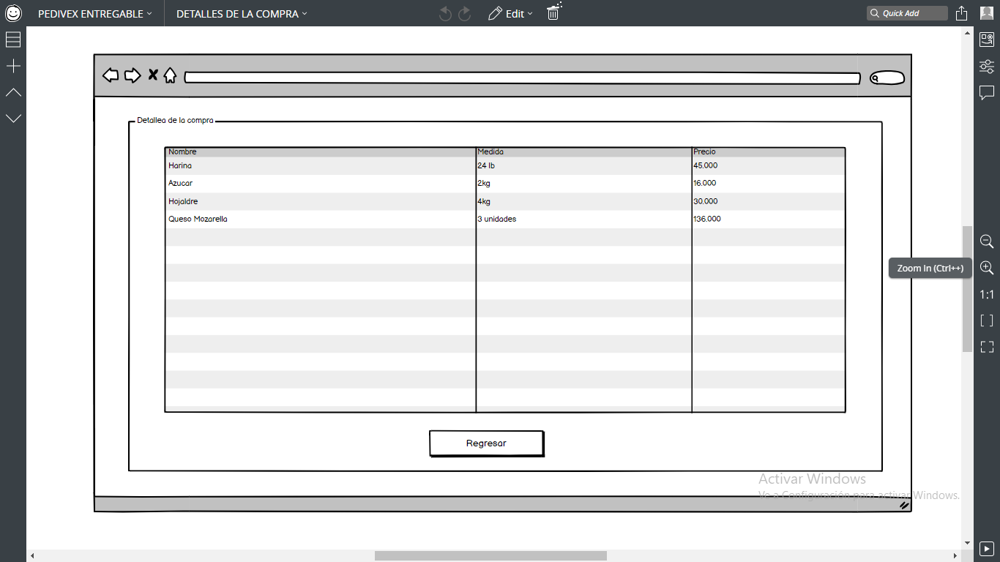 PEDIVEX ENTREGABLE
DETALLES DE LA COMPRA
Edit
Quick Add
Detallea de la compra
Nombre Medida Precio
Harina 24 lb 45.000
Azucar 2kg 16.000
Hojaldre 4kg 30.000
Queso Mozarella 3 unidades 136.000
Zoom In (Ctrl++)
1:1
Regresar
Activar Windows
Ve a Configuración para activar Windows.